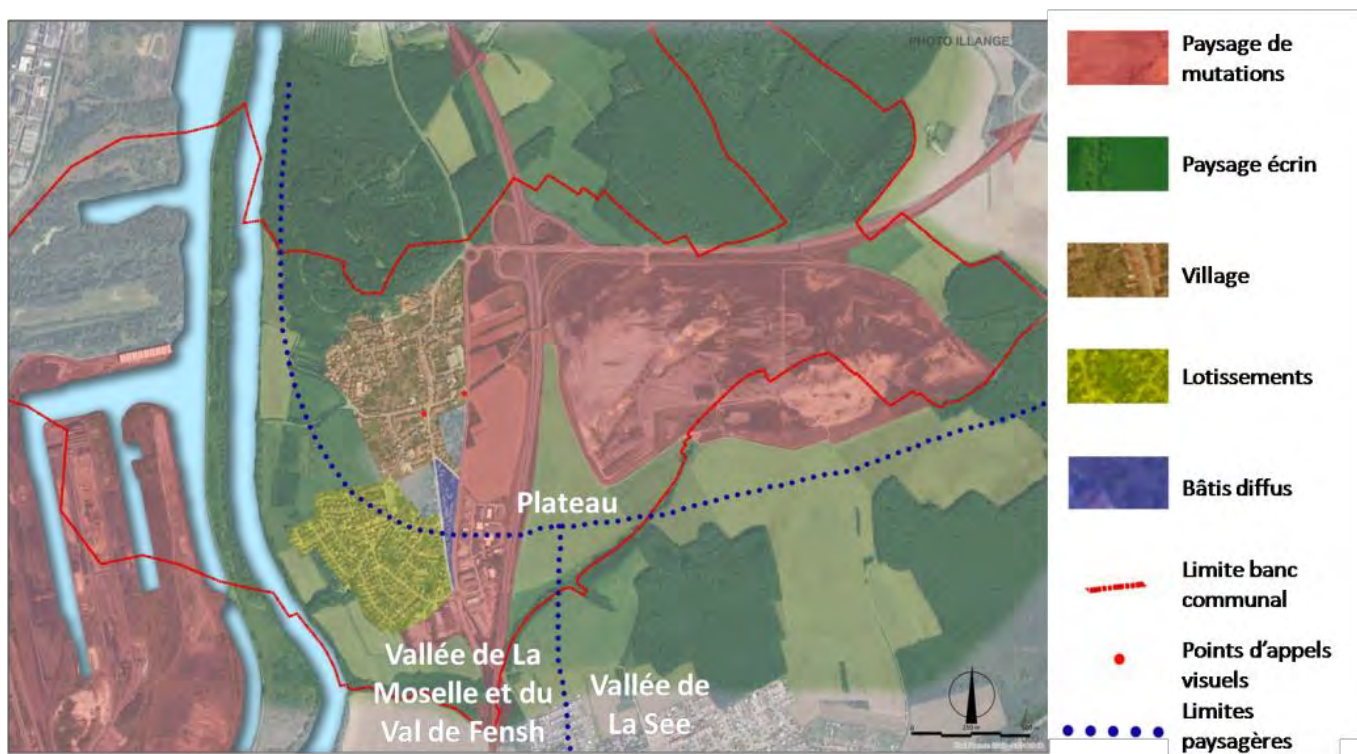 PHOTO ILLANGE
Plateau
Vallée de La
Moselle et du
Val de Fensh
Vallée de
La See
Paysage de
mutations
Paysage écrin
Village
Lotissements
Bâtis diffus
Limite banc
communal
Points d'appels
visuels
Limites
paysagères